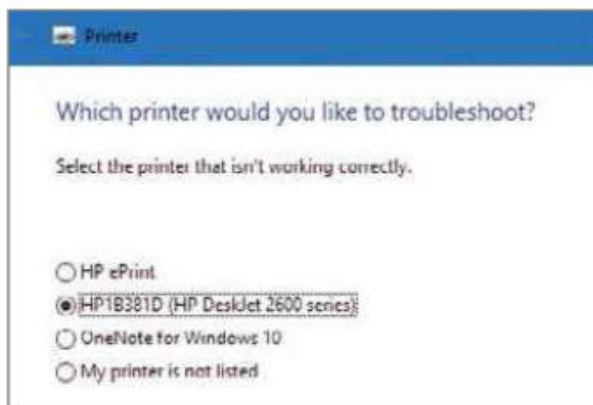 Printer
Which printer would you like to troubleshoot?
Select the printer that isn't working correctly.
HP ePrint
HP1B381D (HP DeskJet 2600 series)
OneNote for Windows 10
My printer is not listed